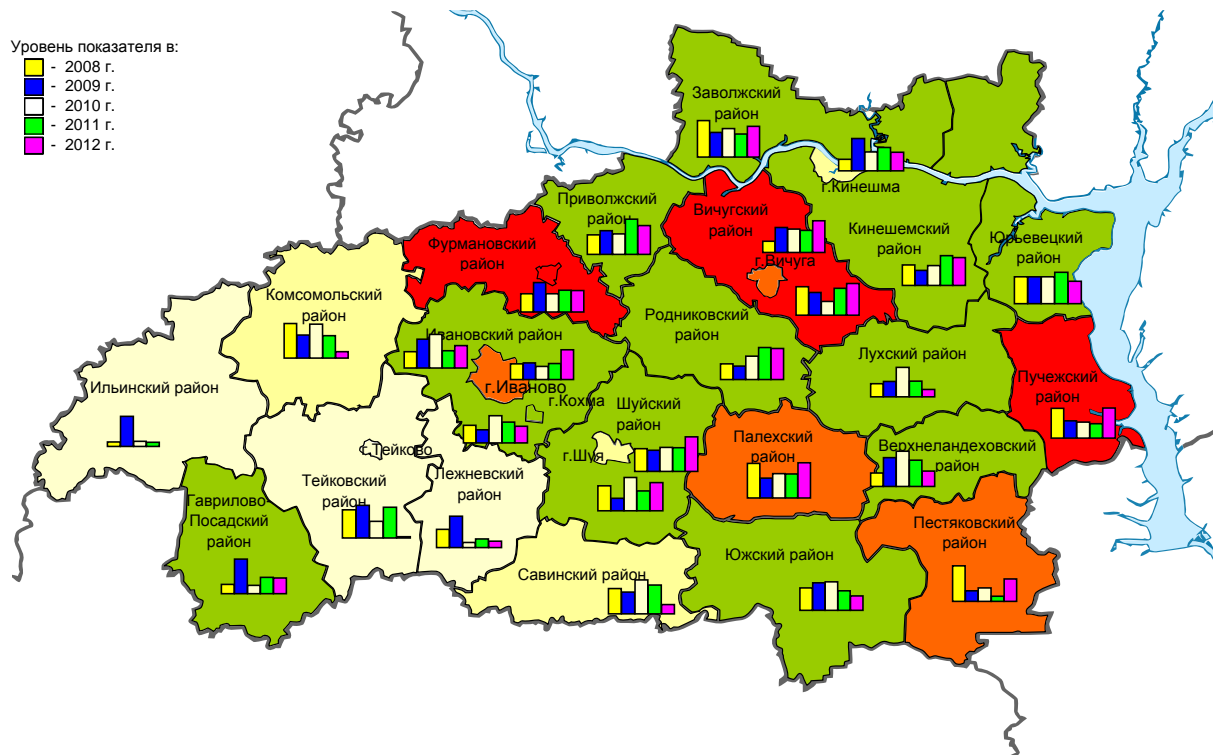 Уровень показателя в:
- 2008 г.
- 2009 г.
- 2010 г.
- 2011 г.
- 2012 г.
Заволжский
район
г.Кинешма
Приволжский
район
Вичугский
район
г.Вичуга
Кинешемский
район
Юрьевецкий
район
Фурмановский
район
Комсомольский
район
Ивановский район
Родниковский
район
Лухский район
Пучежский
район
Ильинский район
г.Иваново
г.Кохма
Шуйский
район
Палехский
район
Верхнеландеховский
район
г.Тейково
г.Шуя
Тейковский
район
Лежневский
район
Гаврилово
Посадский
район
Пестяковский
район
Южский район
Савинский район